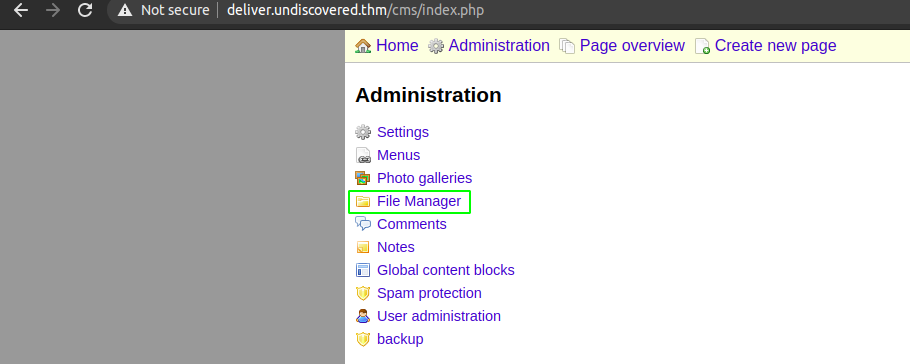 Not secure | deliver.undiscovered.thm/cms/index.php
Home Administration Page overview Create new page
Administration
Settings
Menus
Photo galleries
File Manager
Comments
Notes
Global content blocks
Spam protection
User administration
backup